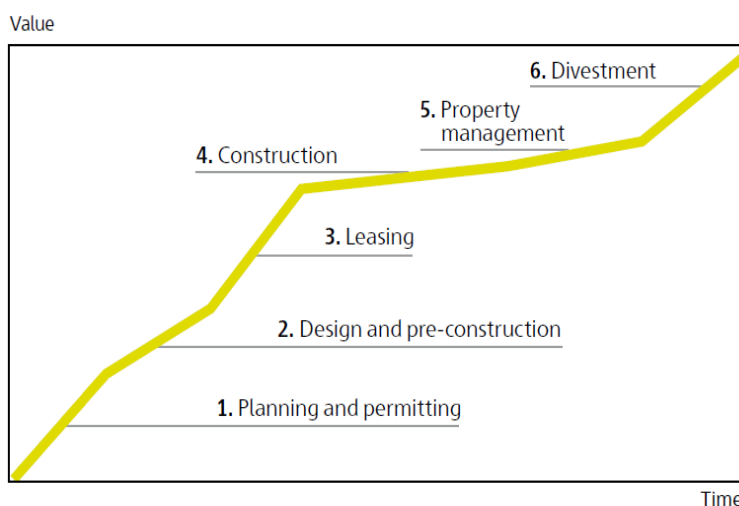 Value
6. Divestment
5. Property
management
4. Construction
3. Leasing
2. Design and pre-construction
1. Planning and permitting
Time